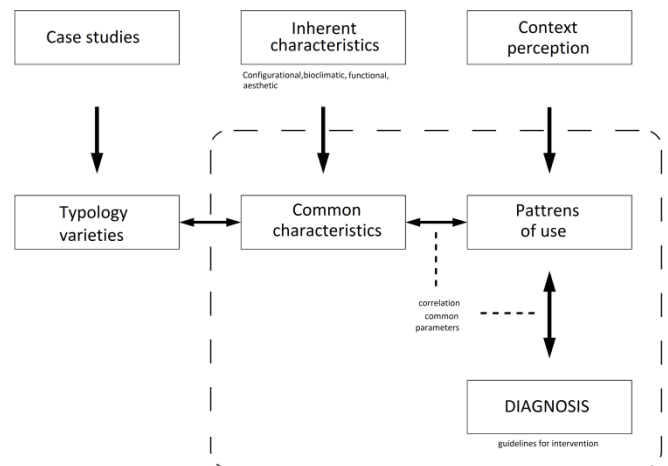 Case studies
Inherent
characteristics
Configurational,bioclimatic, functional,
aesthetic
Context
perception
Typology
varieties
Common
characteristics
Pattrens
of use
correlation
common
parameters
DIAGNOSIS
guidelines for intervention